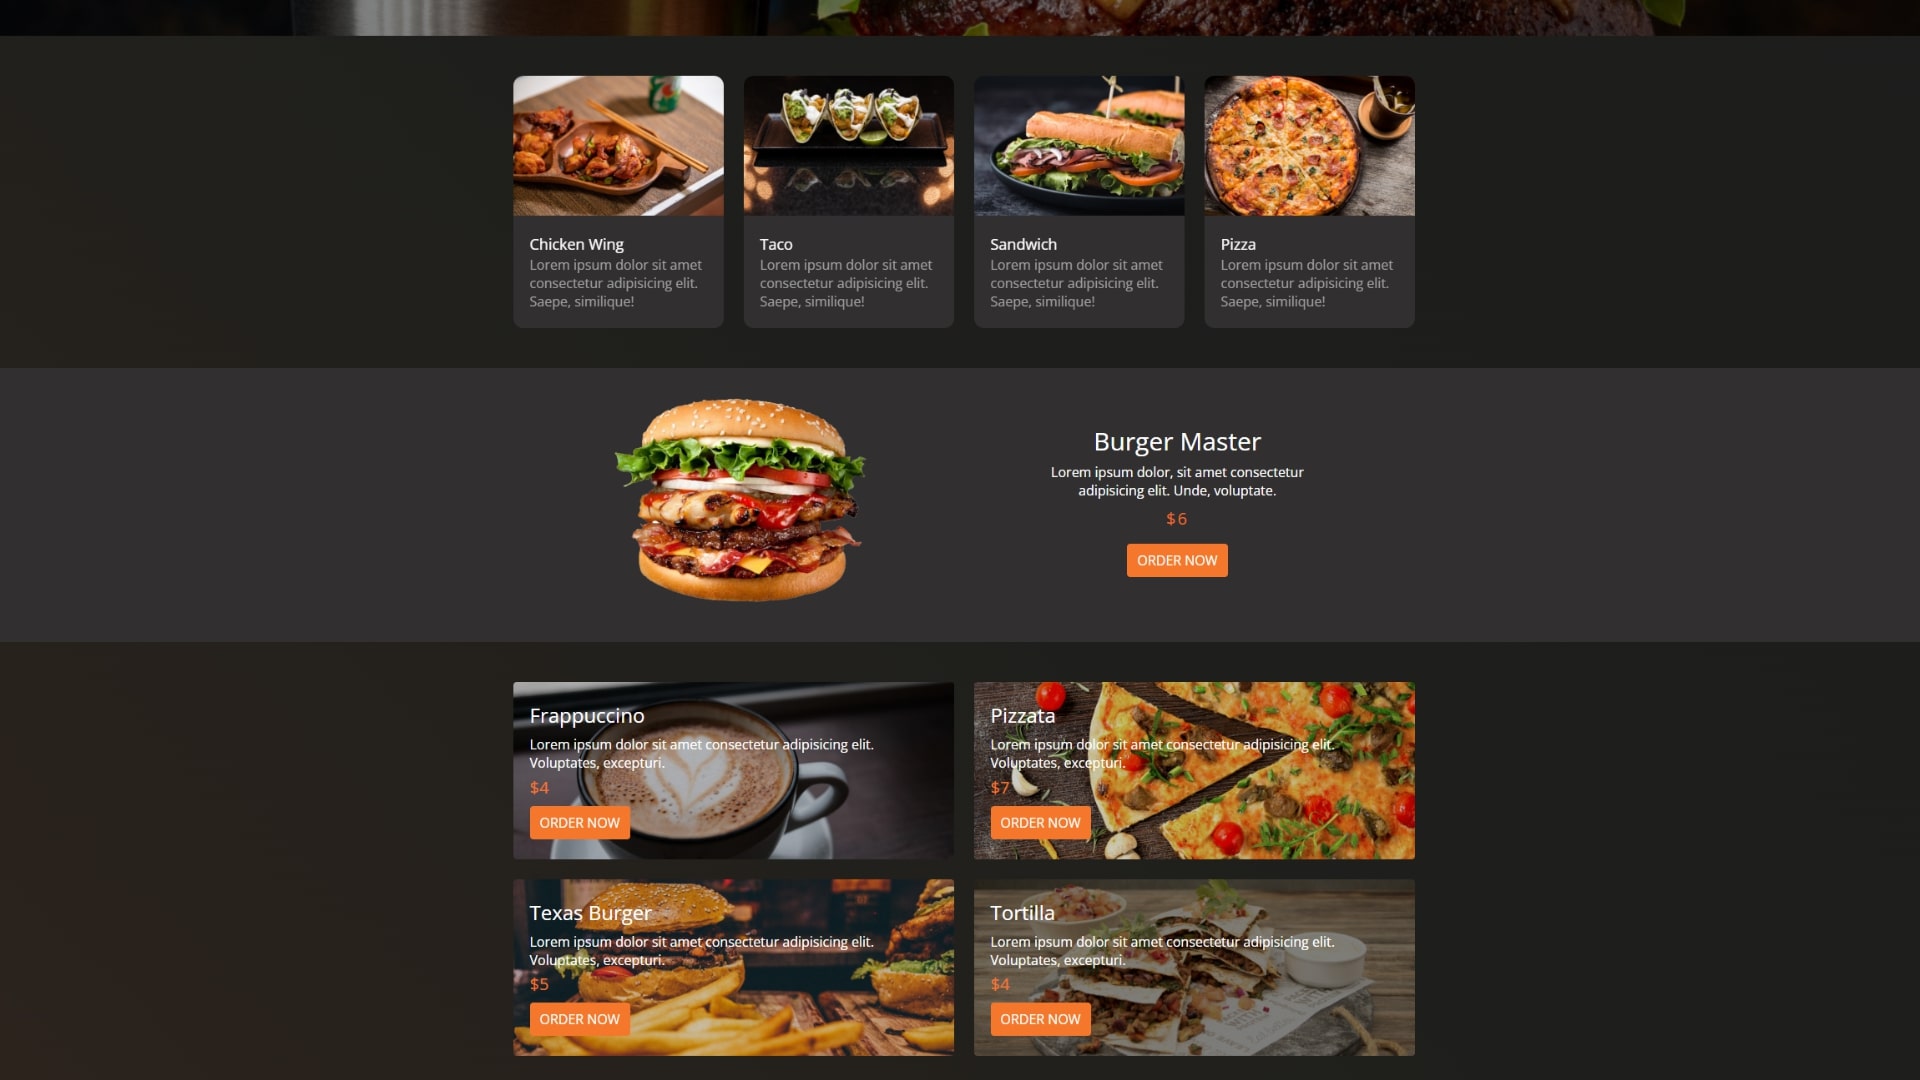 Chicken Wing
Lorem ipsum dolor sit amet
consectetur adipisicing elit.
Saepe, similique!
Taco
Lorem ipsum dolor sit amet
consectetur adipisicing elit.
Saepe, similique!
Sandwich
Lorem ipsum dolor sit amet
consectetur adipisicing elit.
Saepe, similique!
Pizza
Lorem ipsum dolor sit amet
consectetur adipisicing elit.
Saepe, similique!
Burger Master
Lorem ipsum dolor, sit amet consectetur
adipisicing elit. Unde, voluptate.
$6
ORDER NOW
Frappuccino
Lorem ipsum dolor sit amet consectetur adipisicing elit.
Voluptates, excepturi.
$4
ORDER NOW
Pizzata
Lorem ipsum dolor sit amet consectetur adipisicing elit.
Voluptates, excepturi.
$7
ORDER NOW
Texas Burger
Lorem ipsum dolor sit amet consectetur adipisicing elit.
Voluptates, excepturi.
$5
ORDER NOW
Tortilla
Lorem ipsum dolor sit amet consectetur adipisicing elit.
Voluptates, excepturi.
$4
ORDER NOW